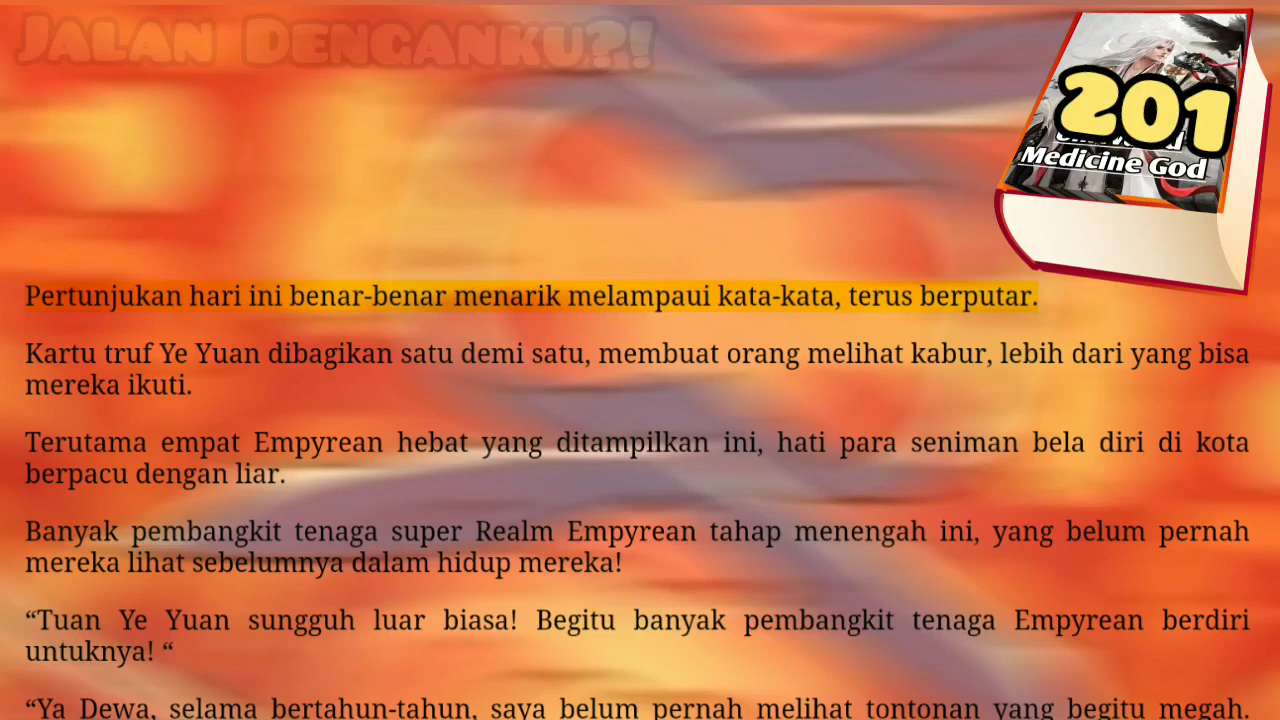 Jalan Denganku?!
201
Medicine God
Pertunjukan hari ini benar-benar menarik melampaui kata-kata, terus berputar.
Kartu truf Ye Yuan dibagikan satu demi satu, membuat orang melihat kabur, lebih dari yang bisa
mereka ikuti.
Terutama empat Empyrean hebat yang ditampilkan ini, hati para seniman bela diri di kota
berpacu dengan liar.
Banyak pembangkit tenaga super Realm Empyrean tahap menengah ini, yang belum pernah
mereka lihat sebelumnya dalam hidup mereka!
“Tuan Ye Yuan sungguh luar biasa! Begitu banyak pembangkit tenaga Empyrean berdiri
untuknya! “
“Ya Dewa, selama bertahun-tahun, saya belum pernah melihat tontonan yang begitu megah.